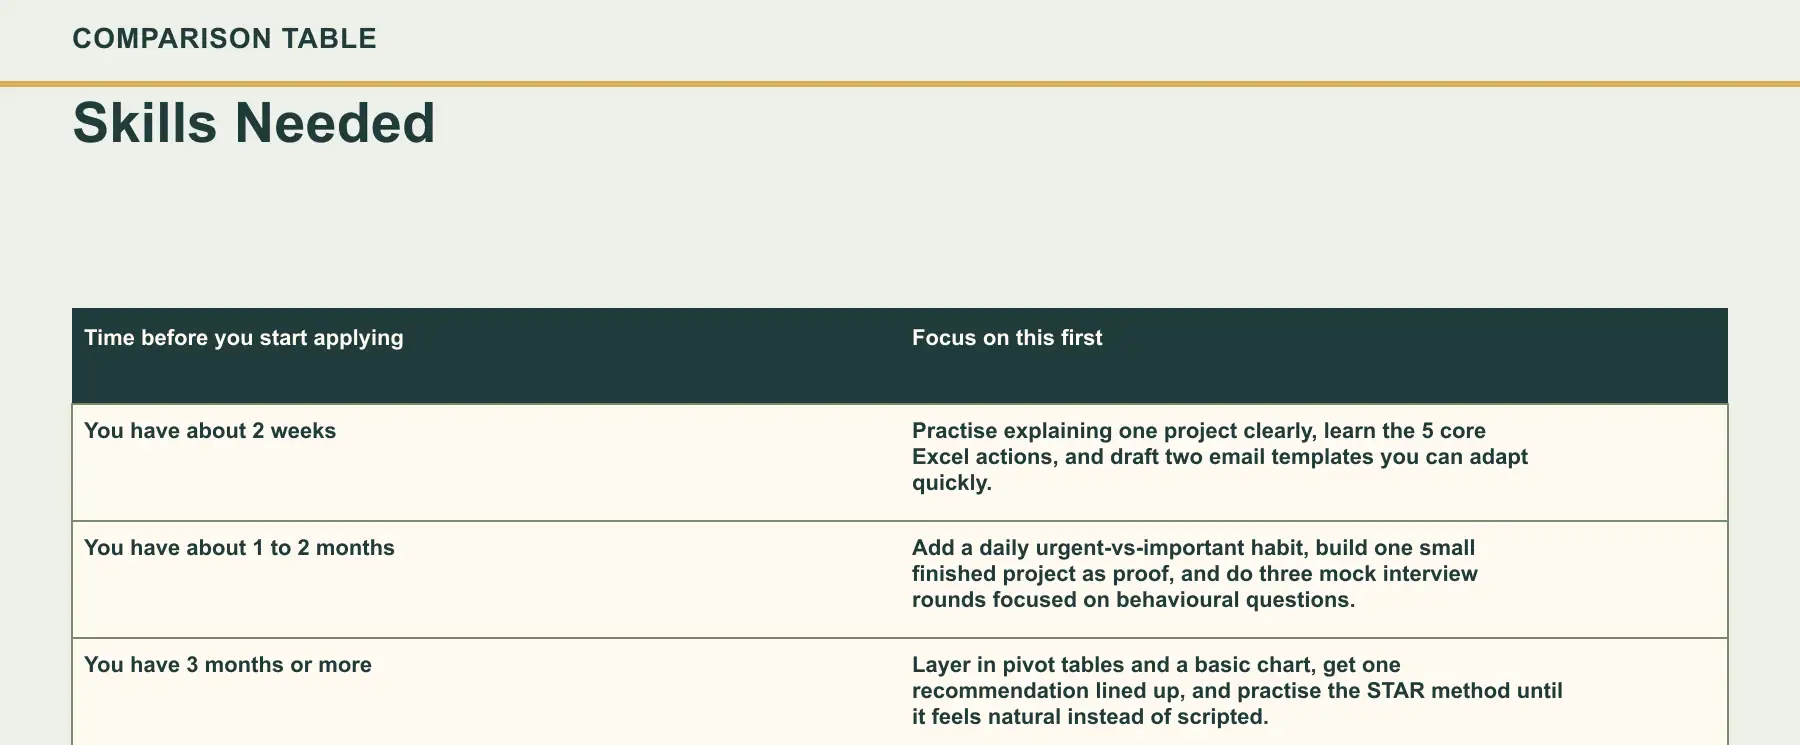 COMPARISON TABLE
Skills Needed
Time before you start applying
Focus on this first
You have about 2 weeks
Practise explaining one project clearly, learn the 5 core
Excel actions, and draft two email templates you can adapt
quickly.
You have about 1 to 2 months
Add a daily urgent-vs-important habit, build one small
finished project as proof, and do three mock interview
rounds focused on behavioural questions.
You have 3 months or more
Layer in pivot tables and a basic chart, get one
recommendation lined up, and practise the STAR method until
it feels natural instead of scripted.